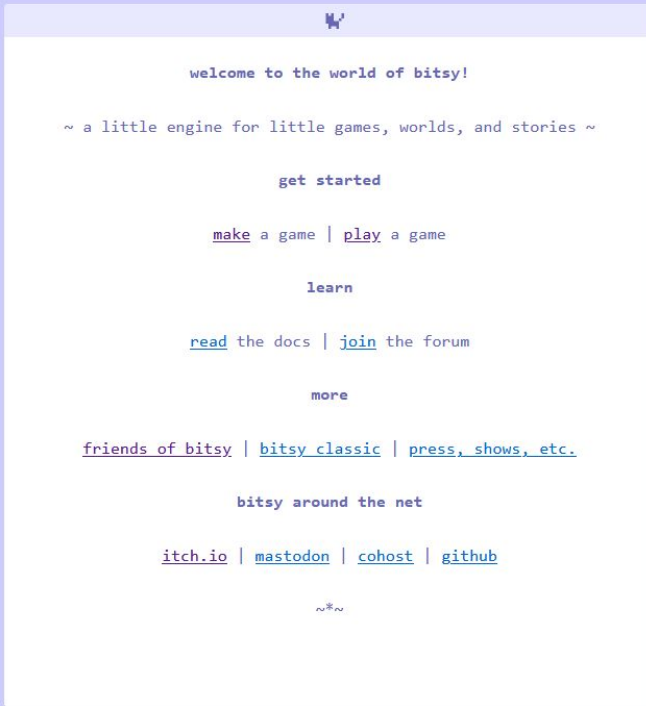 welcome to the world of bitsy!
~ a little engine for little games, worlds, and stories ~
get started
make a game | play a game
learn
read the docs | join the forum
more
friends of bitsy | bitsy classic | press, shows, etc.
bitsy around the net
itch.io | mastodon | cohost | github
~*~